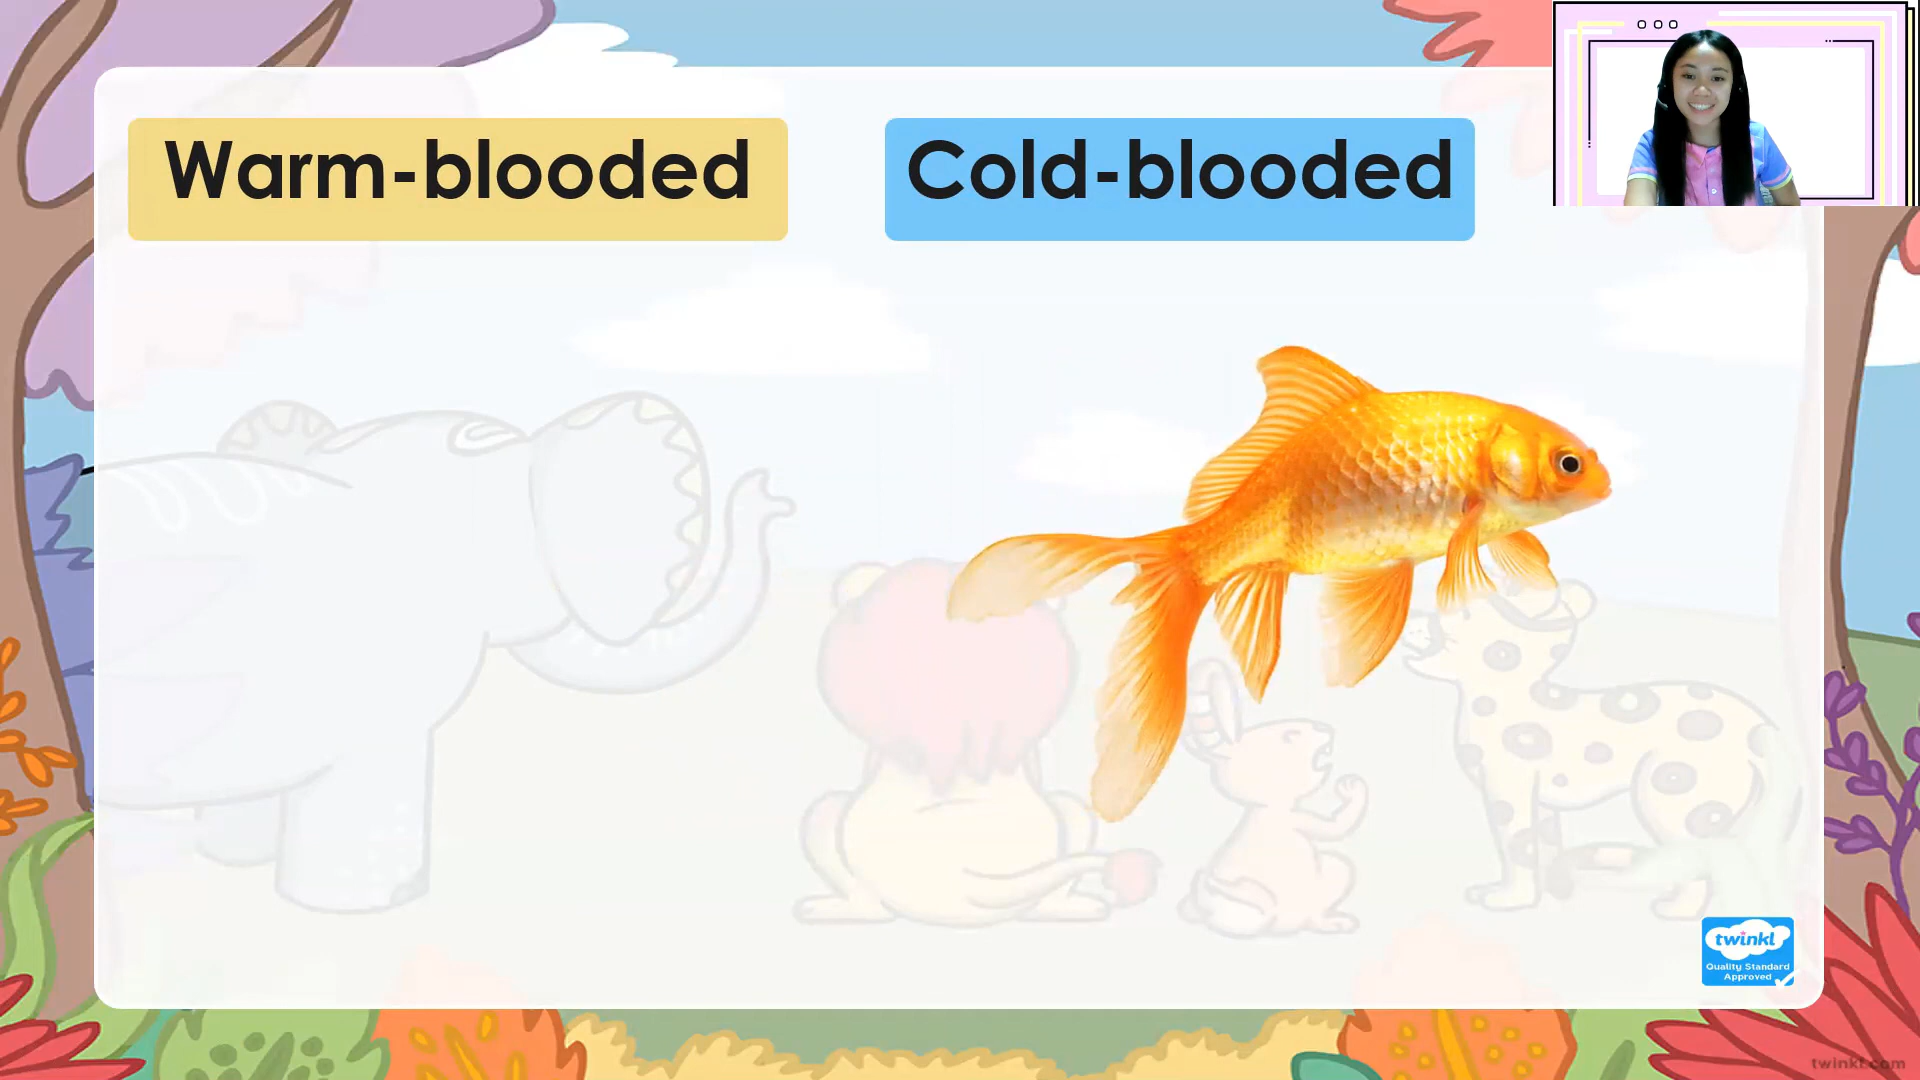 Warm-blooded
Cold-blooded
twinkl
Quality Standard
Approved
twinkl.com